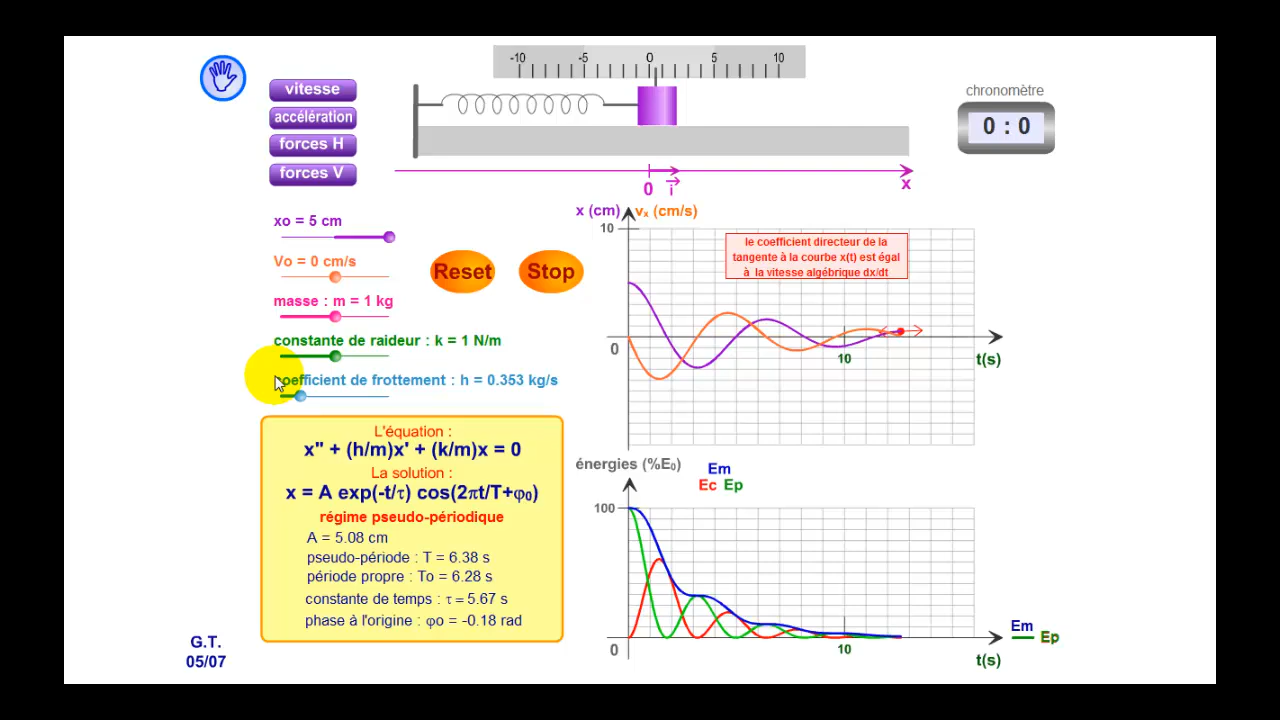 -10 -5 0 5 10
vitesse
accélération
forces H
forces V
chronomètre
0 : 0
0 i x
xo = 5 cm
Vo = 0 cm/s
masse : m = 1 kg
constante de raideur : k = 1 N/m
coefficient de frottement : h = 0.353 kg/s
Reset Stop
x (cm) vₓ (cm/s)
10
le coefficient directeur de la
tangente à la courbe x(t) est égal
à la vitesse algébrique dx/dt
0
10
t(s)
L'équation :
x" + (h/m)x' + (k/m)x = 0
La solution :
x = A exp(-t/τ) cos(2πt/T+φ₀)
régime pseudo-périodique
A = 5.08 cm
pseudo-période : T = 6.38 s
période propre : To = 6.28 s
constante de temps : τ = 5.67 s
phase à l'origine : φo = -0.18 rad
énergies (%E₀)
Em
Ec Ep
100
0
10
t(s)
Em
Ep
G.T.
05/07